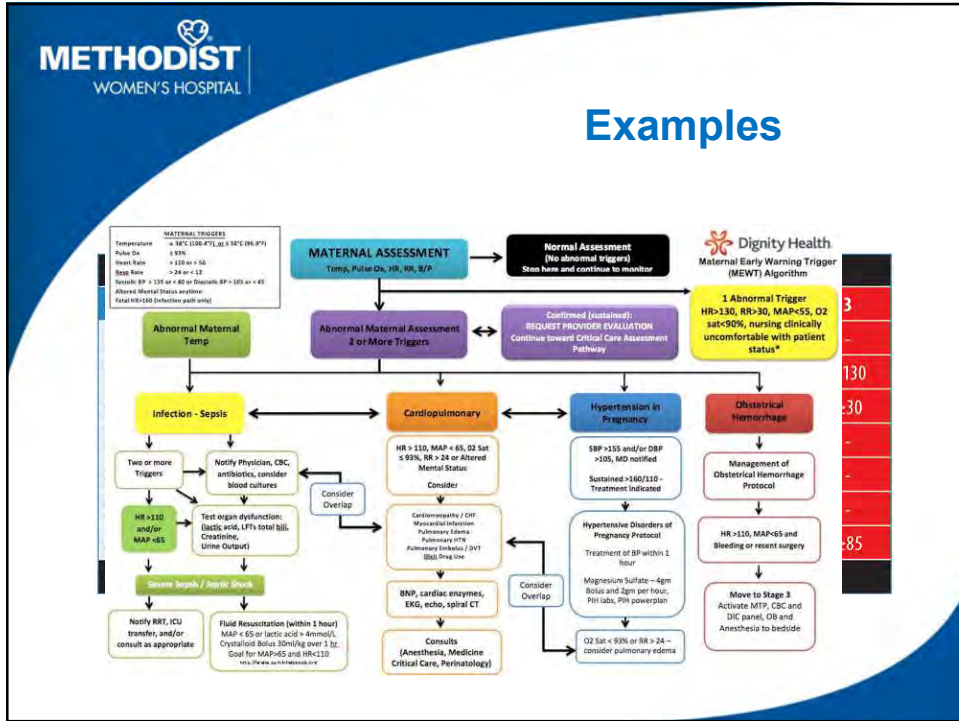 METHODIST
WOMEN'S HOSPITAL
Examples
MATERNAL TRIGGERS
Temperature ≥ 38°C (100.4°F), or ≤ 36°C (96.8°F)
Pulse Ox ≤ 93%
Heart Rate > 110 or < 50
Resp Rate > 24 or < 12
Systolic BP > 155 or < 80 or Diastolic BP > 105 or < 45
Altered Mental Status anytime
Fetal HR>160 (infection path only)
MATERNAL ASSESSMENT
Temp, Pulse Ox, HR, RR, B/P
Normal Assessment
(No abnormal triggers)
Stop here and continue to monitor
Dignity Health
Maternal Early Warning Trigger
(MEWT) Algorithm
1 Abnormal Trigger
HR>130, RR>30, MAP<55, O2
sat<90%, nursing clinically
uncomfortable with patient
status*
Abnormal Maternal
Temp
Abnormal Maternal Assessment
2 or More Triggers
Confirmed (sustained):
REQUEST PROVIDER EVALUATION
Continue toward Critical Care Assessment
Pathway
3
-
130
≥30
-
-
-
≥85
Infection - Sepsis
Cardiopulmonary
Hypertension in
Pregnancy
Obstetrical
Hemorrhage
Two or more
Triggers
Notify Physician, CBC,
antibiotics, consider
blood cultures
HR >110
and/or
MAP <65
Test organ dysfunction:
(lactic acid, LFTs total bili,
Creatinine,
Urine Output)
Severe Sepsis / Septic Shock
Notify RRT, ICU
transfer, and/or
consult as appropriate
Fluid Resuscitation (within 1 hour)
MAP < 65 or lactic acid > 4mmol/L
Crystalloid Bolus 30ml/kg over 1 hr.
Goal for MAP>65 and HR<110
Consider
Overlap
HR > 110, MAP < 65, O2 Sat
≤ 93%, RR > 24 or Altered
Mental Status
Consider
Cardiomyopathy / CHF
Myocardial Infarction
Pulmonary Edema
Pulmonary HTN
Pulmonary Embolus / DVT
Illicit Drug Use
BNP, cardiac enzymes,
EKG, echo, spiral CT
Consults
(Anesthesia, Medicine
Critical Care, Perinatology)
Consider
Overlap
SBP >155 and/or DBP
>105, MD notified
Sustained >160/110 -
Treatment indicated
Hypertensive Disorders of
Pregnancy Protocol
Treatment of BP within 1
hour
Magnesium Sulfate – 4gm
Bolus and 2gm per hour,
PIH labs, PIH powerplan
O2 Sat < 93% or RR > 24 –
consider pulmonary edema
Management of
Obstetrical Hemorrhage
Protocol
HR >110, MAP<65 and
Bleeding or recent surgery
Move to Stage 3
Activate MTP, CBC and
DIC panel, OB and
Anesthesia to bedside